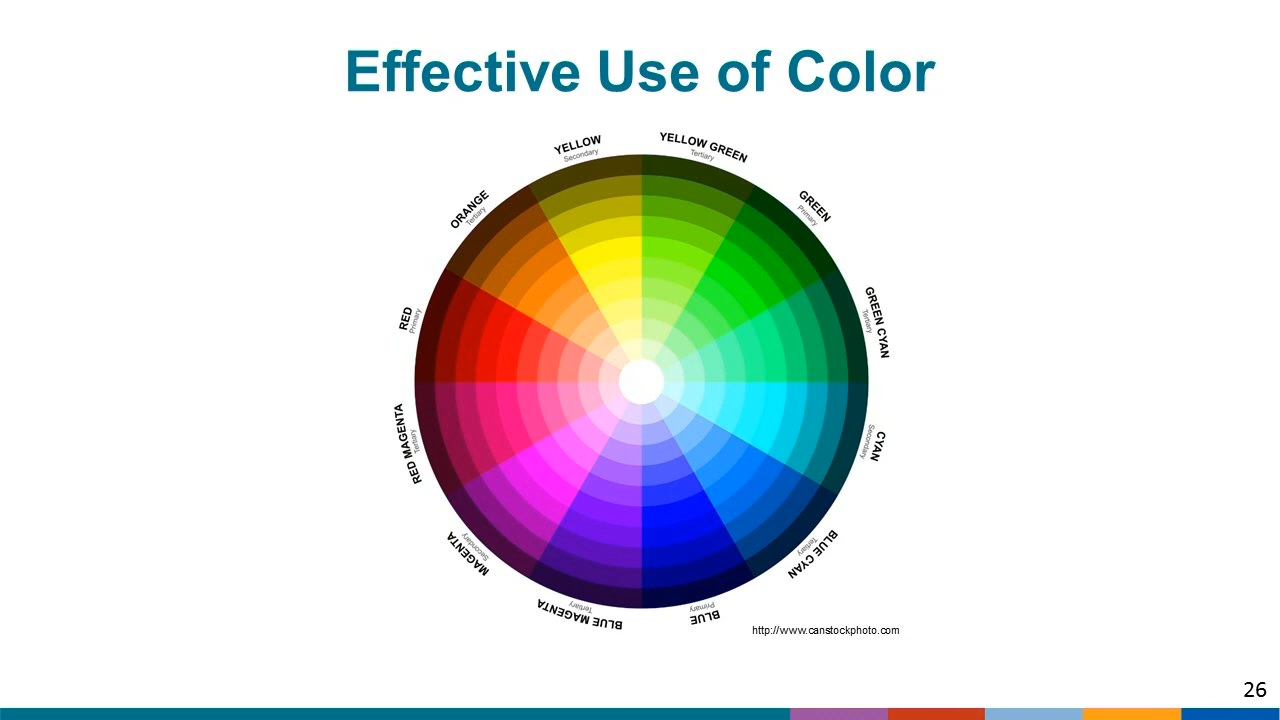 Effective Use of Color
YELLOW
Secondary
YELLOW GREEN
Tertiary
GREEN
Primary
GREEN CYAN
Tertiary
CYAN
Secondary
BLUE CYAN
Tertiary
BLUE
Primary
BLUE MAGENTA
Tertiary
MAGENTA
Secondary
RED MAGENTA
Tertiary
RED
Primary
ORANGE
Tertiary
http://www.canstockphoto.com
26